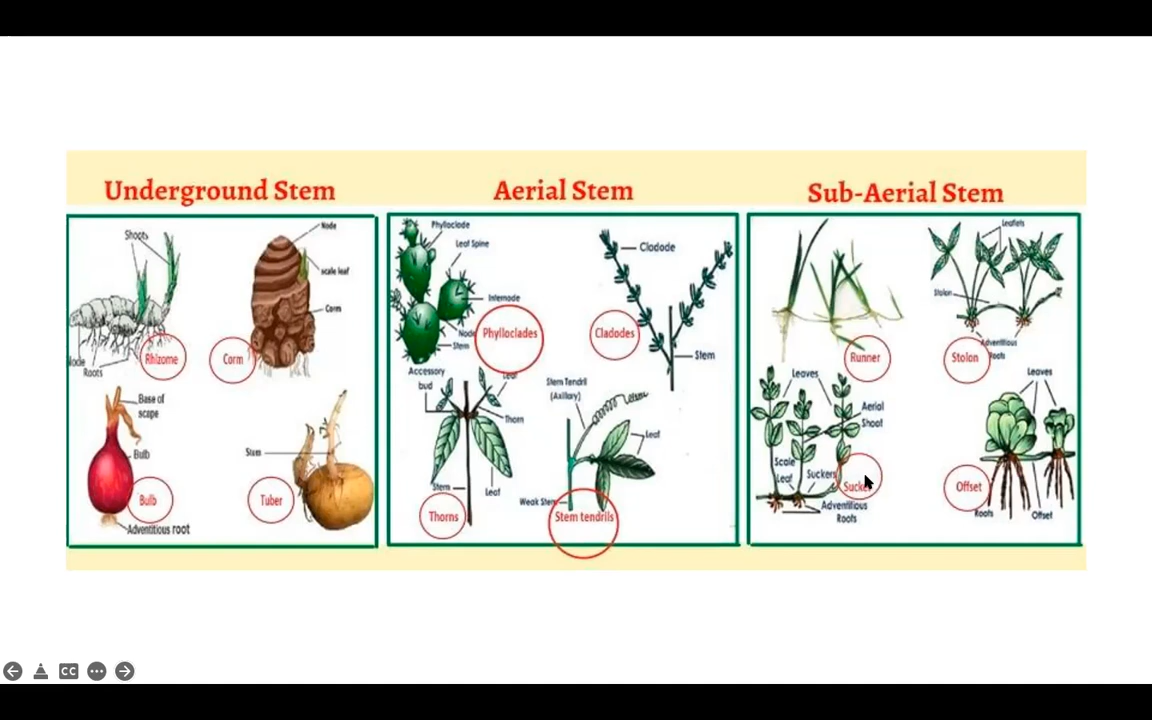 Underground Stem
Aerial Stem
Sub-Aerial Stem
Shoots
Node
scale leaf
Corm
Rhizome
Corm
Roots
Base of
scape
Bulb
Bulb
Adventitious root
Stem
Tuber
Phylloclade
Leaf Spine
Internode
Node
Stem
Phylloclades
Clodode
Cladodes
Stem
Accessory
bud
Leaf
Thorn
Stem
Leaf
Thorns
Stem Tendril
(Axillary)
Leaf
Weak Stem
Stem tendrils
Runner
Leaflets
Stolon
Adventitious
Roots
Stolon
Leaves
Aerial
Shoot
Scale
Leaf
Suckers
Adventitious
Roots
Leaves
Offset
Roots
Offset
CC